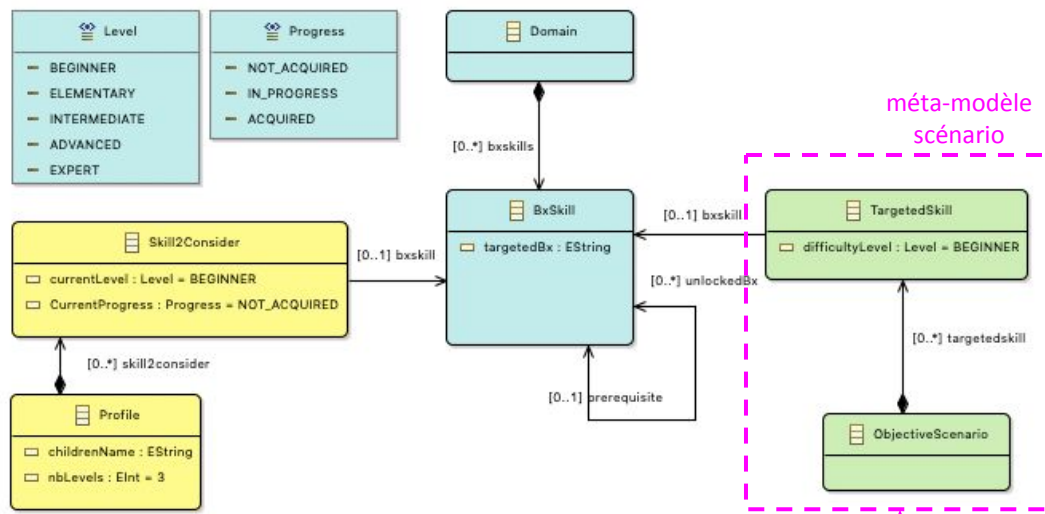 Level
BEGINNER
ELEMENTARY
INTERMEDIATE
ADVANCED
EXPERT
Progress
NOT_ACQUIRED
IN_PROGRESS
ACQUIRED
Domain
[0..*] bxskills
méta-modèle
scénario
BxSkill
targetedBx : EString
[0..1] bxskill
TargetedSkill
difficultyLevel : Level = BEGINNER
Skill2Consider
currentLevel : Level = BEGINNER
CurrentProgress : Progress = NOT_ACQUIRED
[0..1] bxskill
[0..*] unlockedBx
[0..1] prerequisite
[0..*] targetedskill
[0..*] skill2consider
Profile
childrenName : EString
nbLevels : EInt = 3
ObjectiveScenario